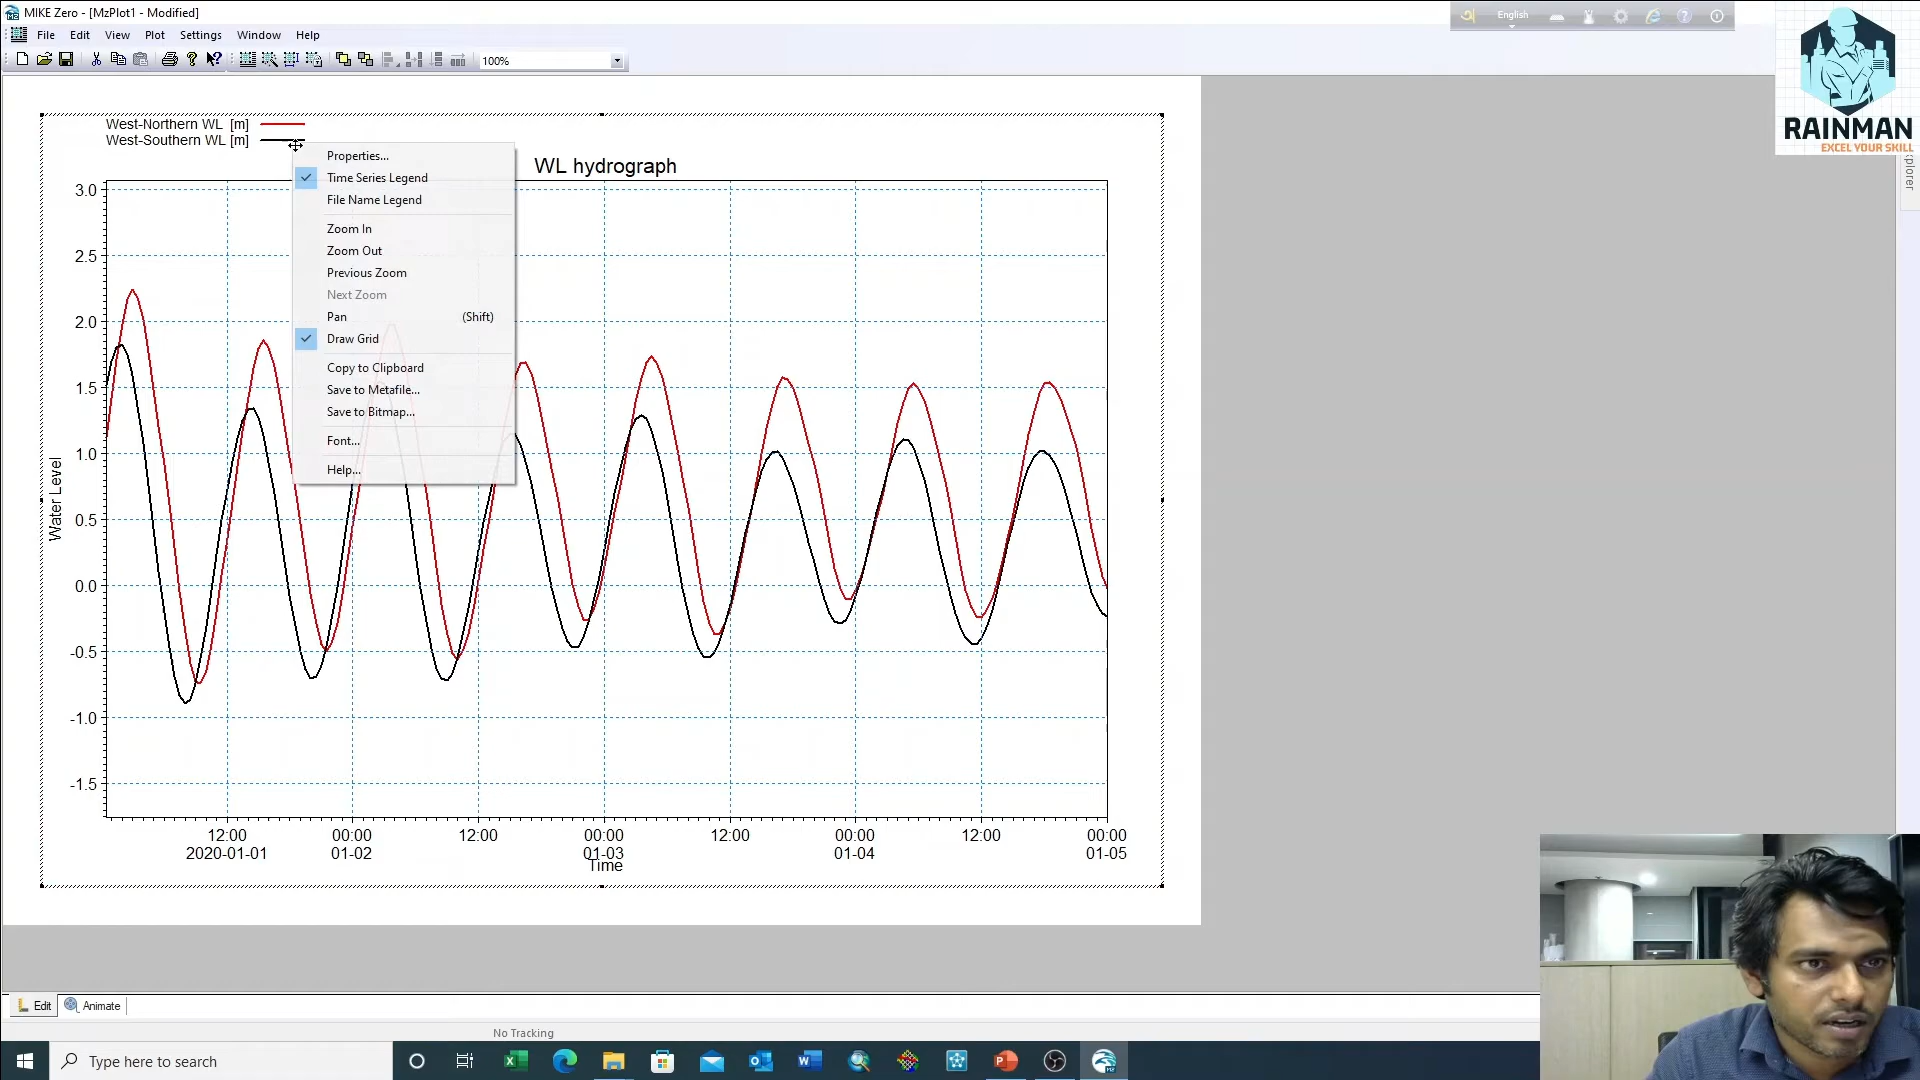 MIKE Zero - [MzPlot1 - Modified]
English
File Edit View Plot Settings Window Help
100%
RAINMAN
EXCEL YOUR SKILL
plorer
West-Northern WL [m]
West-Southern WL [m]
WL hydrograph
Properties...
Time Series Legend
File Name Legend
Zoom In
Zoom Out
Previous Zoom
Next Zoom
Pan (Shift)
Draw Grid
Copy to Clipboard
Save to Metafile...
Save to Bitmap...
Font...
Help...
3.0
2.5
2.0
1.5
1.0
0.5
0.0
-0.5
-1.0
-1.5
Water Level
12:00 00:00 12:00 00:00 12:00 00:00 12:00 00:00
2020-01-01 01-02 01-03 01-04 01-05
Time
Edit Animate
No Tracking
Type here to search